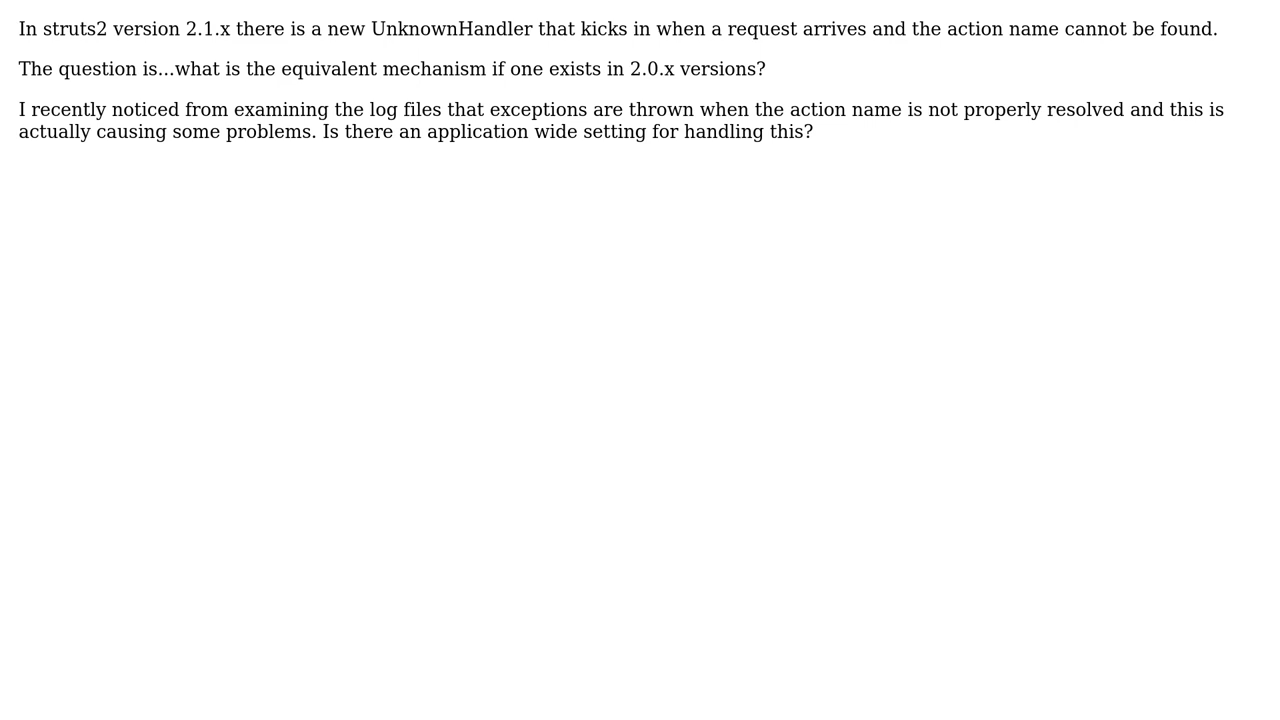 In struts2 version 2.1.x there is a new UnknownHandler that kicks in when a request arrives and the action name cannot be found.
The question is...what is the equivalent mechanism if one exists in 2.0.x versions?
I recently noticed from examining the log files that exceptions are thrown when the action name is not properly resolved and this is
actually causing some problems. Is there an application wide setting for handling this?